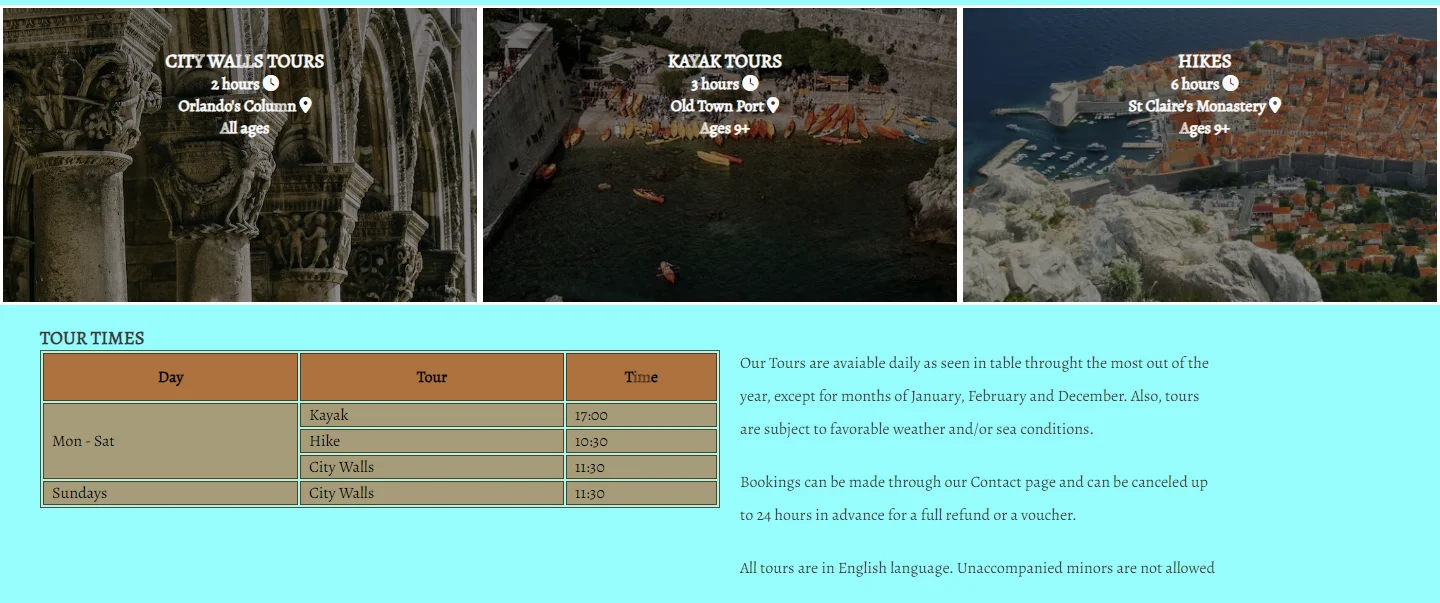 CITY WALLS TOURS
2 hours
Orlando's Column
All ages
KAYAK TOURS
3 hours
Old Town Port
Ages 9+
HIKES
6 hours
St Claire's Monastery
Ages 9+
TOUR TIMES
Day Tour Time
Mon - Sat Kayak 17:00
Hike 10:30
City Walls 11:30
Sundays City Walls 11:30
Our Tours are avaiable daily as seen in table throught the most out of the
year, except for months of January, February and December. Also, tours
are subject to favorable weather and/or sea conditions.
Bookings can be made through our Contact page and can be canceled up
to 24 hours in advance for a full refund or a voucher.
All tours are in English language. Unaccompanied minors are not allowed